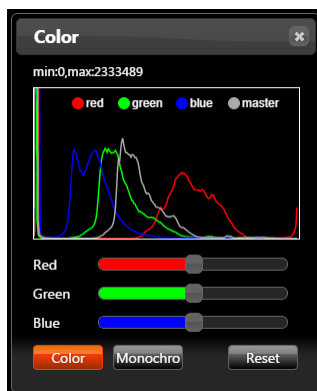 Color
min:0,max:2333489
red green blue master
Red
Green
Blue
Color Monochro Reset